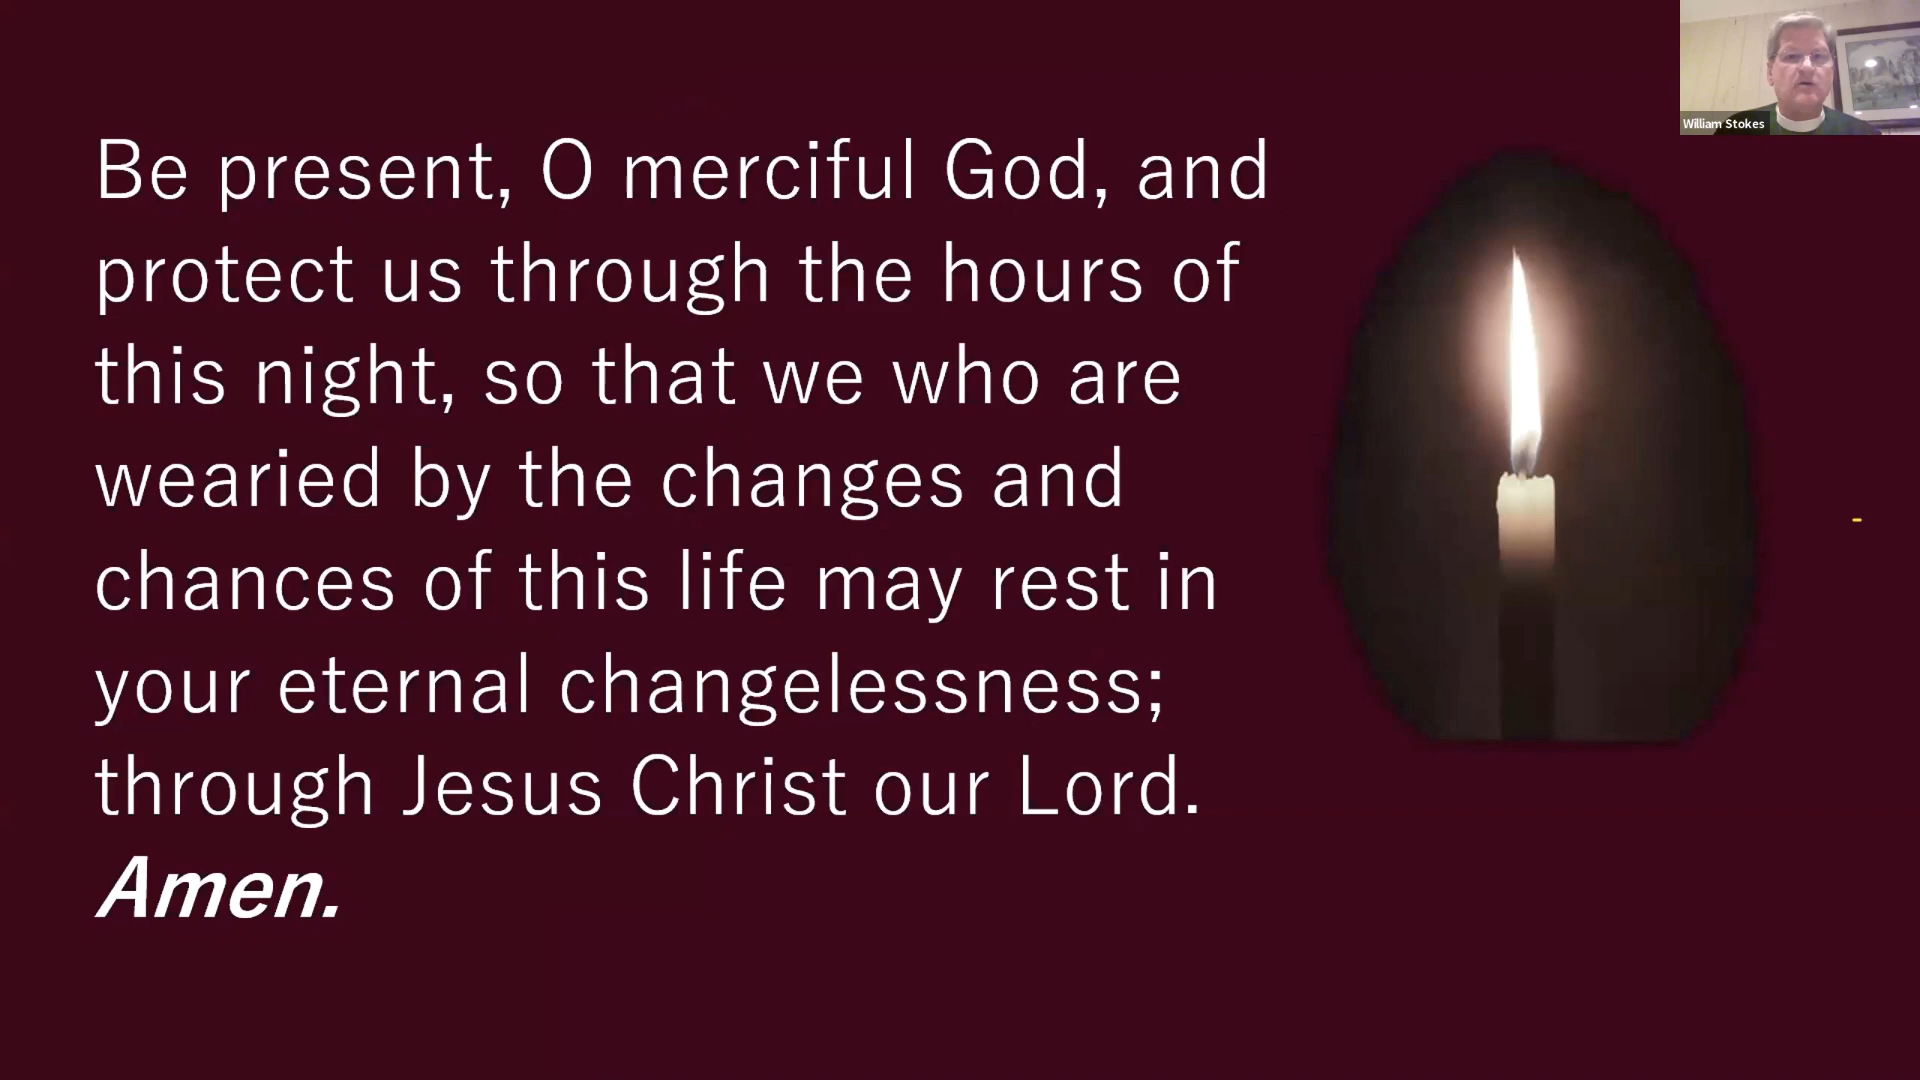 William Stokes
Be present, O merciful God, and
protect us through the hours of
this night, so that we who are
wearied by the changes and
chances of this life may rest in
your eternal changelessness;
through Jesus Christ our Lord.
Amen.